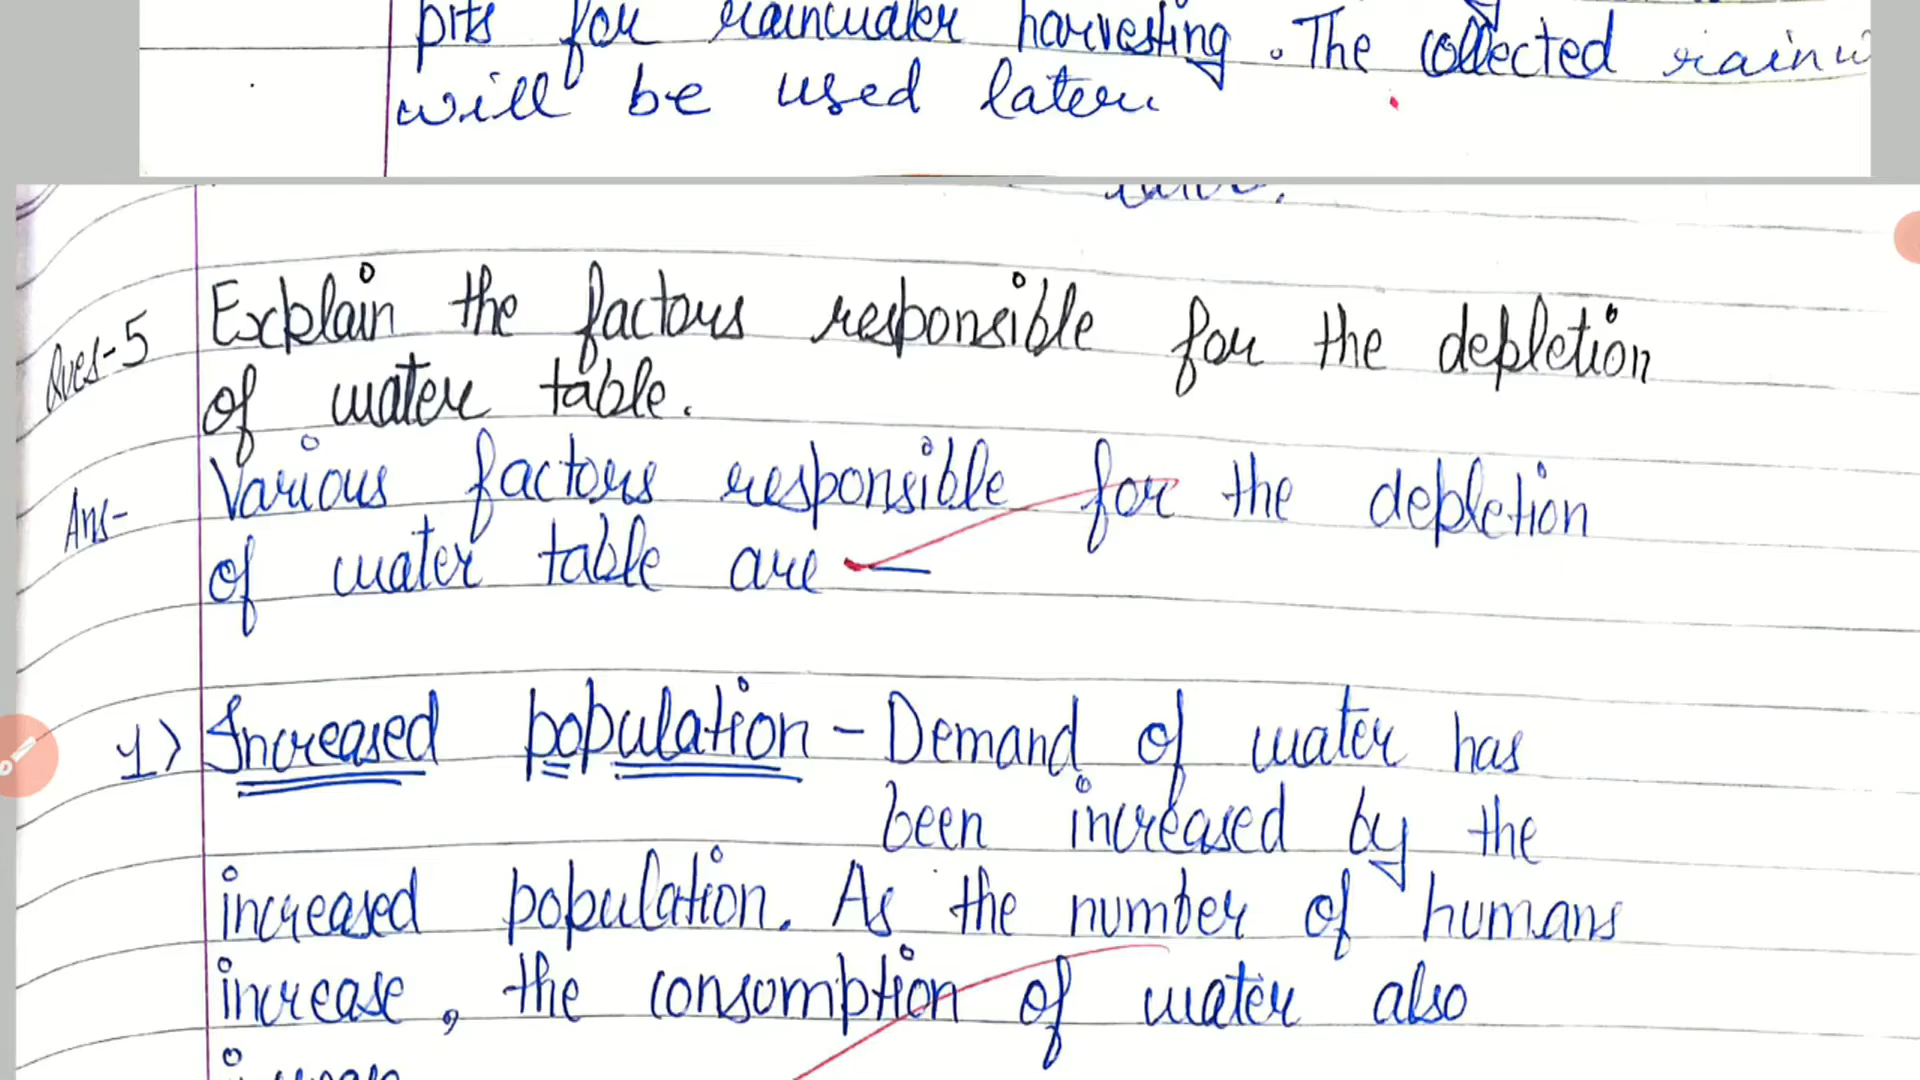 pits for rainwater harvesting. The collected
will be used later.
Ques-5 Explain the factors responsible for the depletion
of water table.
Ans- Various factors responsible for the depletion
of water table are —
1) Increased population - Demand of water has
been increased by the
increased population. As the number of humans
increase, the consomption of water also